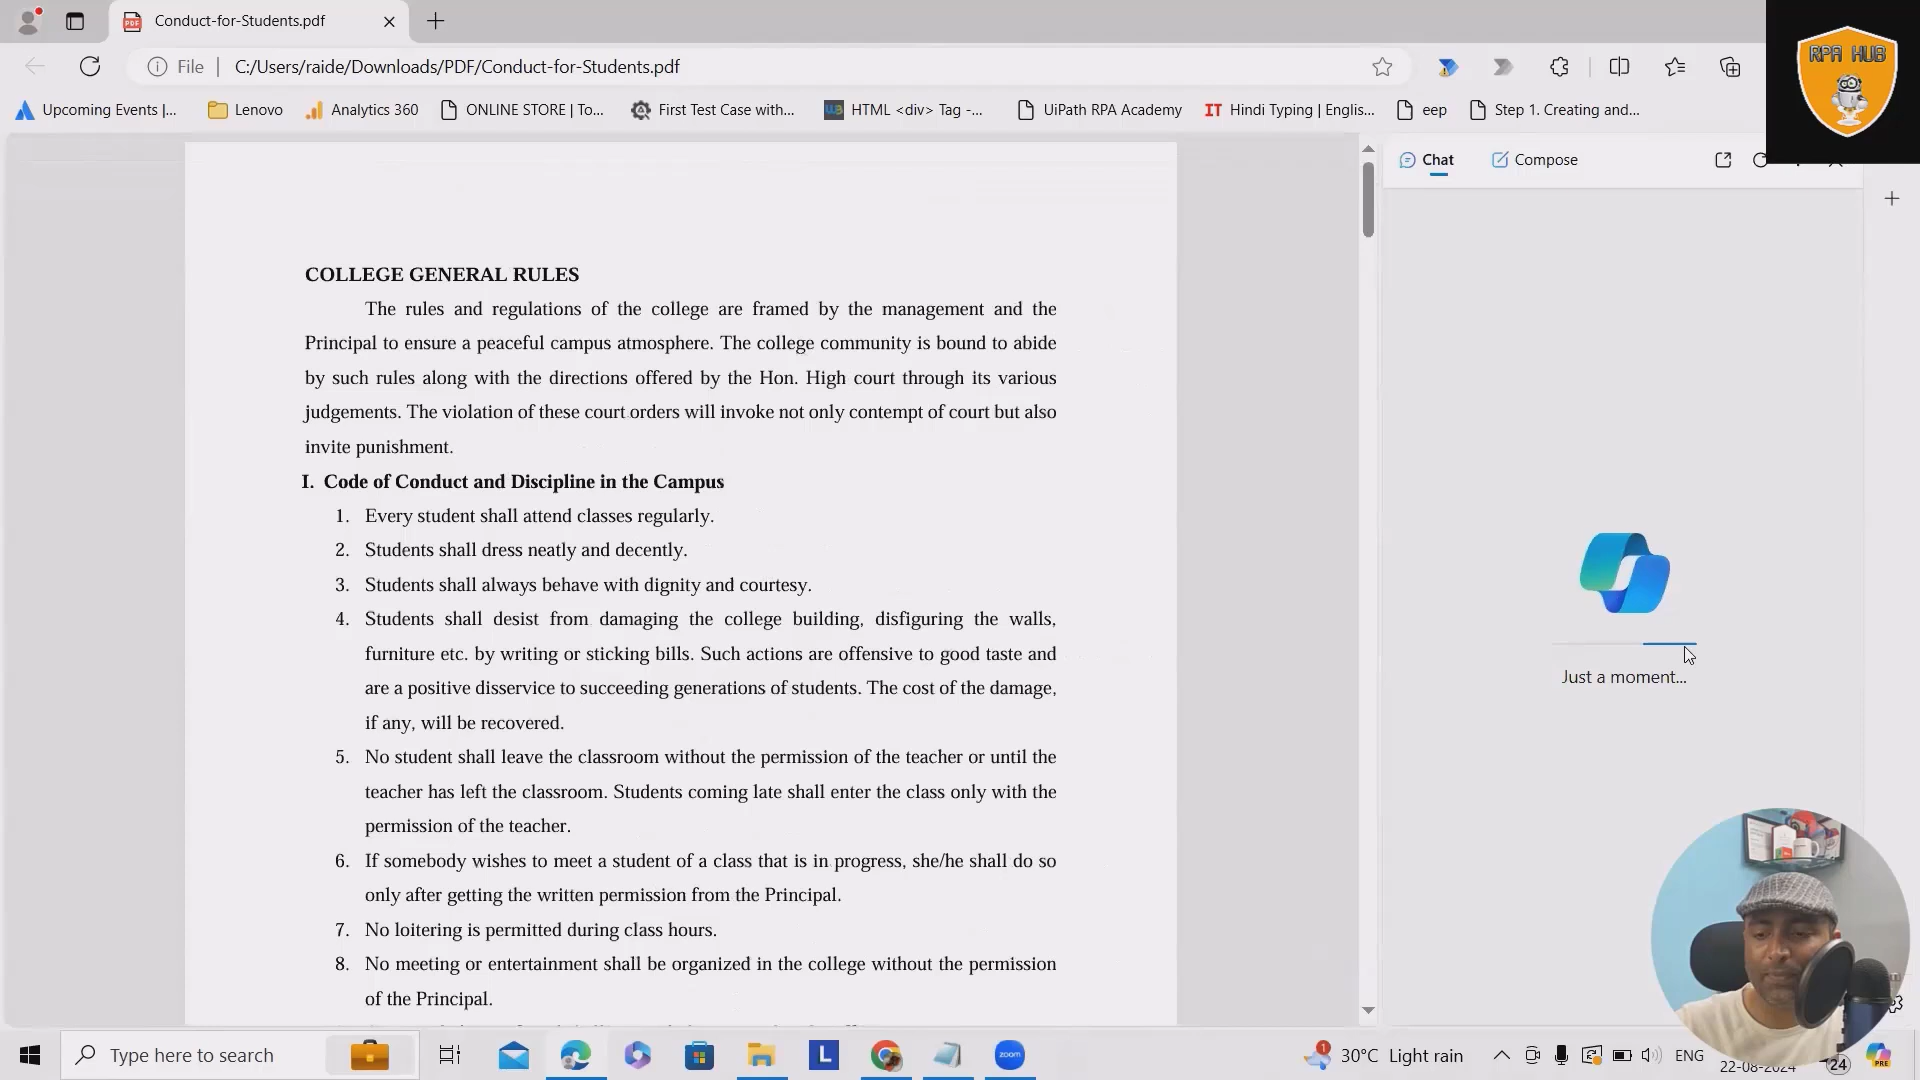 Conduct-for-Students.pdf
File
C:/Users/raide/Downloads/PDF/Conduct-for-Students.pdf
RPA HUB
Upcoming Events |...
Lenovo
Analytics 360
ONLINE STORE | To...
First Test Case with...
HTML <div> Tag -...
UiPath RPA Academy
IT Hindi Typing | Englis...
eep
Step 1. Creating and...
Chat
Compose
COLLEGE GENERAL RULES
The rules and regulations of the college are framed by the management and the
Principal to ensure a peaceful campus atmosphere. The college community is bound to abide
by such rules along with the directions offered by the Hon. High court through its various
judgements. The violation of these court orders will invoke not only contempt of court but also
invite punishment.
I. Code of Conduct and Discipline in the Campus
1. Every student shall attend classes regularly.
2. Students shall dress neatly and decently.
3. Students shall always behave with dignity and courtesy.
4. Students shall desist from damaging the college building, disfiguring the walls,
furniture etc. by writing or sticking bills. Such actions are offensive to good taste and
are a positive disservice to succeeding generations of students. The cost of the damage,
if any, will be recovered.
5. No student shall leave the classroom without the permission of the teacher or until the
teacher has left the classroom. Students coming late shall enter the class only with the
permission of the teacher.
6. If somebody wishes to meet a student of a class that is in progress, she/he shall do so
only after getting the written permission from the Principal.
7. No loitering is permitted during class hours.
8. No meeting or entertainment shall be organized in the college without the permission
of the Principal.
Just a moment...
Type here to search
L
zoom
1
30°C Light rain
ENG
22-08-2024
24
PRE